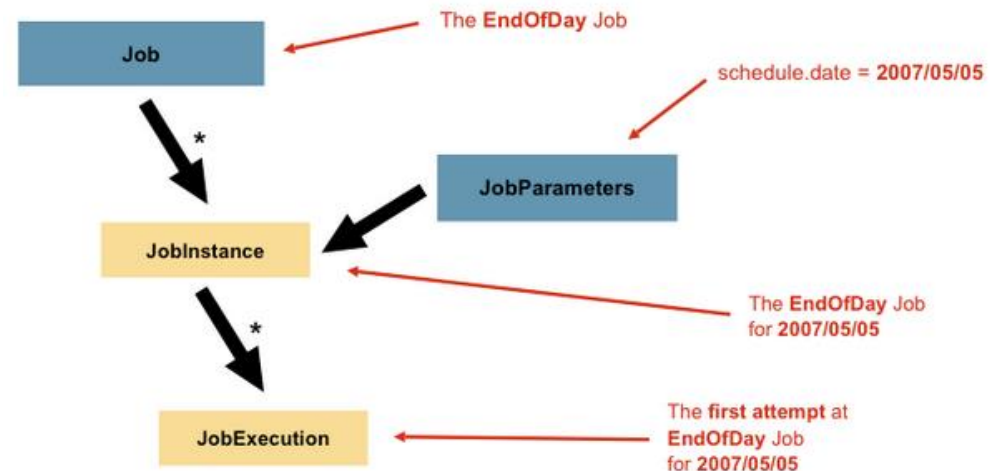 The EndOfDay Job
Job
schedule.date = 2007/05/05
*
JobParameters
JobInstance
The EndOfDay Job
for 2007/05/05
*
The first attempt at
EndOfDay Job
for 2007/05/05
JobExecution